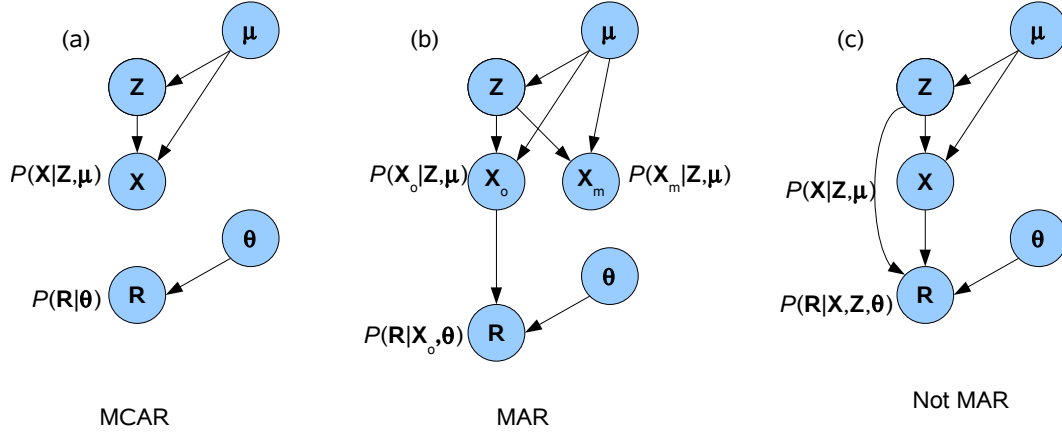 (a)
μ
Z
P(X|Z,μ)
X
θ
P(R|θ)
R
MCAR
(b)
μ
Z
P(Xₒ|Z,μ)
Xₒ
Xₘ
P(Xₘ|Z,μ)
θ
P(R|Xₒ,θ)
R
MAR
(c)
μ
Z
P(X|Z,μ)
X
θ
P(R|X,Z,θ)
R
Not MAR